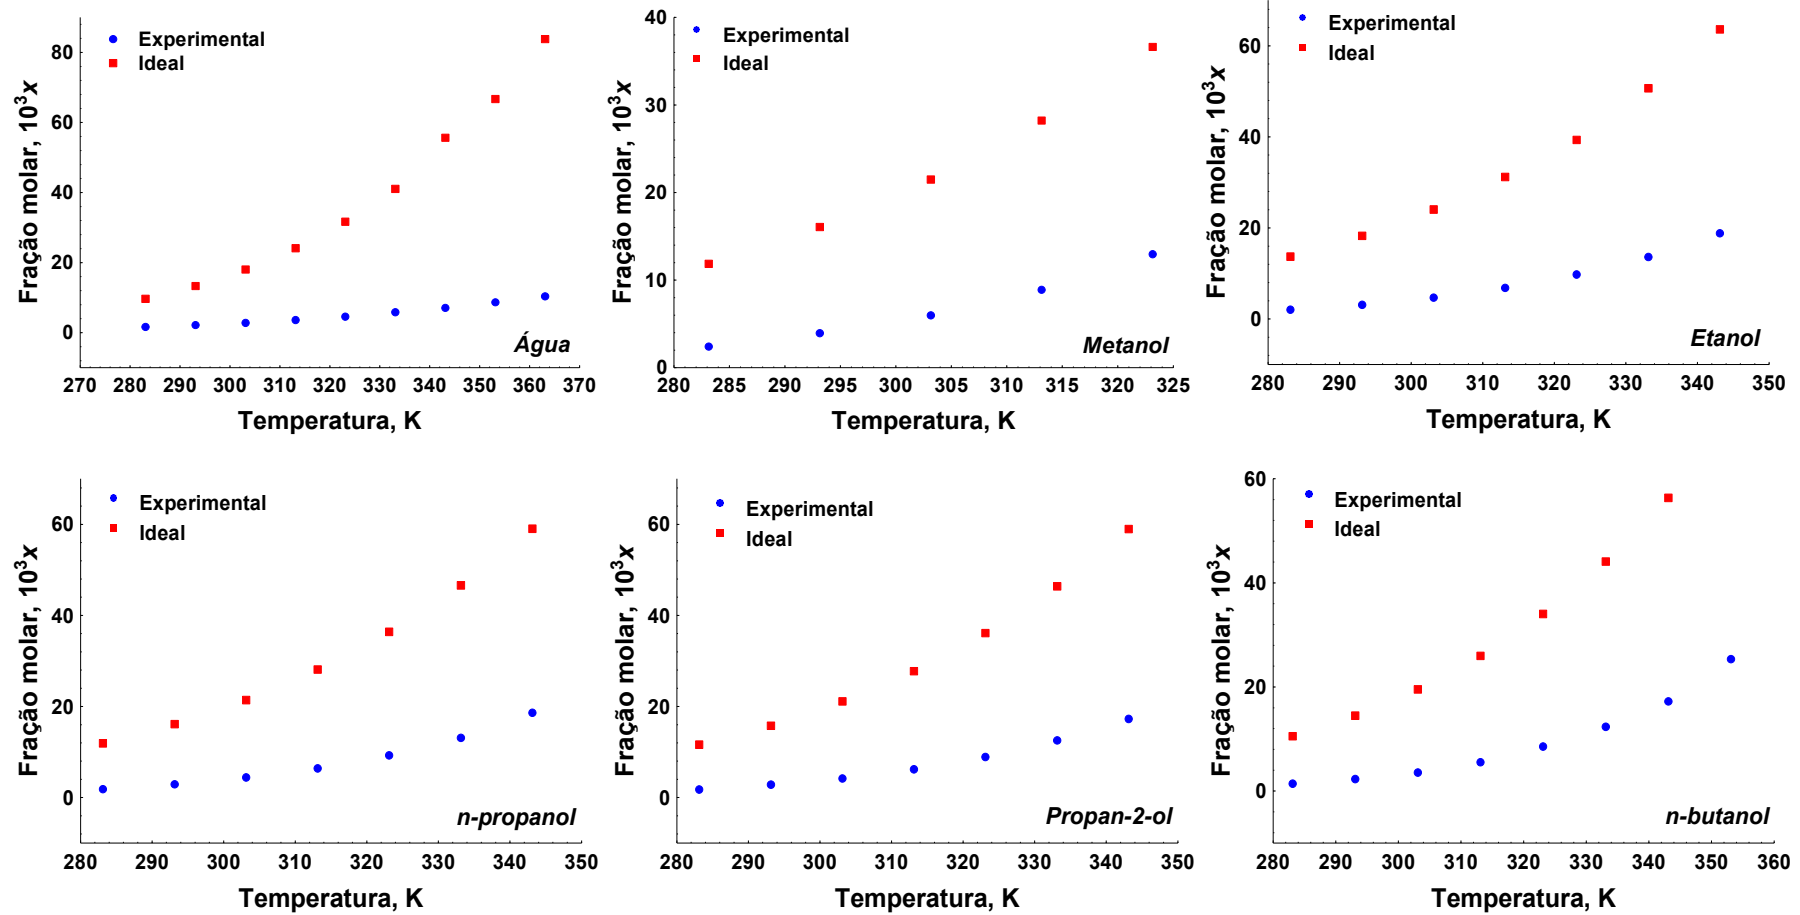 Experimental
Ideal
80
60
40
20
0
Fração molar, 10³x
Água
270 280 290 300 310 320 330 340 350 360 370
Temperatura, K
Experimental
Ideal
40
30
20
10
0
Fração molar, 10³x
Metanol
280 285 290 295 300 305 310 315 320 325
Temperatura, K
Experimental
Ideal
60
40
20
0
Fração molar, 10³x
Etanol
280 290 300 310 320 330 340 350
Temperatura, K
Experimental
Ideal
60
40
20
0
Fração molar, 10³x
n-propanol
280 290 300 310 320 330 340 350
Temperatura, K
Experimental
Ideal
60
40
20
0
Fração molar, 10³x
Propan-2-ol
280 290 300 310 320 330 340 350
Temperatura, K
Experimental
Ideal
60
40
20
0
Fração molar, 10³x
n-butanol
280 290 300 310 320 330 340 350 360
Temperatura, K